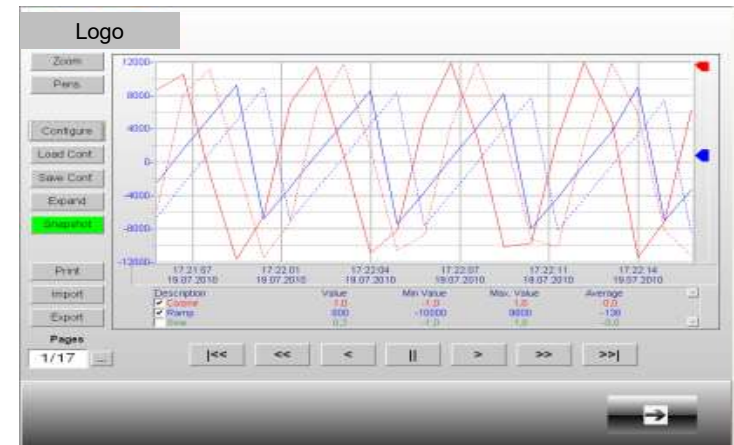 Logo
Zoom
Pens
Configure
Load Conf.
Save Conf.
Expand
Snapshot
Print
Import
Export
Pages
1/17 ...
12000
8000
4000
0
-4000
-8000
-12000
17:21:57 17:22:01 17:22:04 17:22:07 17:22:11 17:22:14
19.07.2010 19.07.2010 19.07.2010 19.07.2010 19.07.2010 19.07.2010
Description Value Min Value Max. Value Average
Cosine 1,0 -1,0 1,0 0,0
Ramp 800 -10000 9800 -136
Sine 0,2 -1,0 1,0 -0,0
|<< << < || > >> >>|